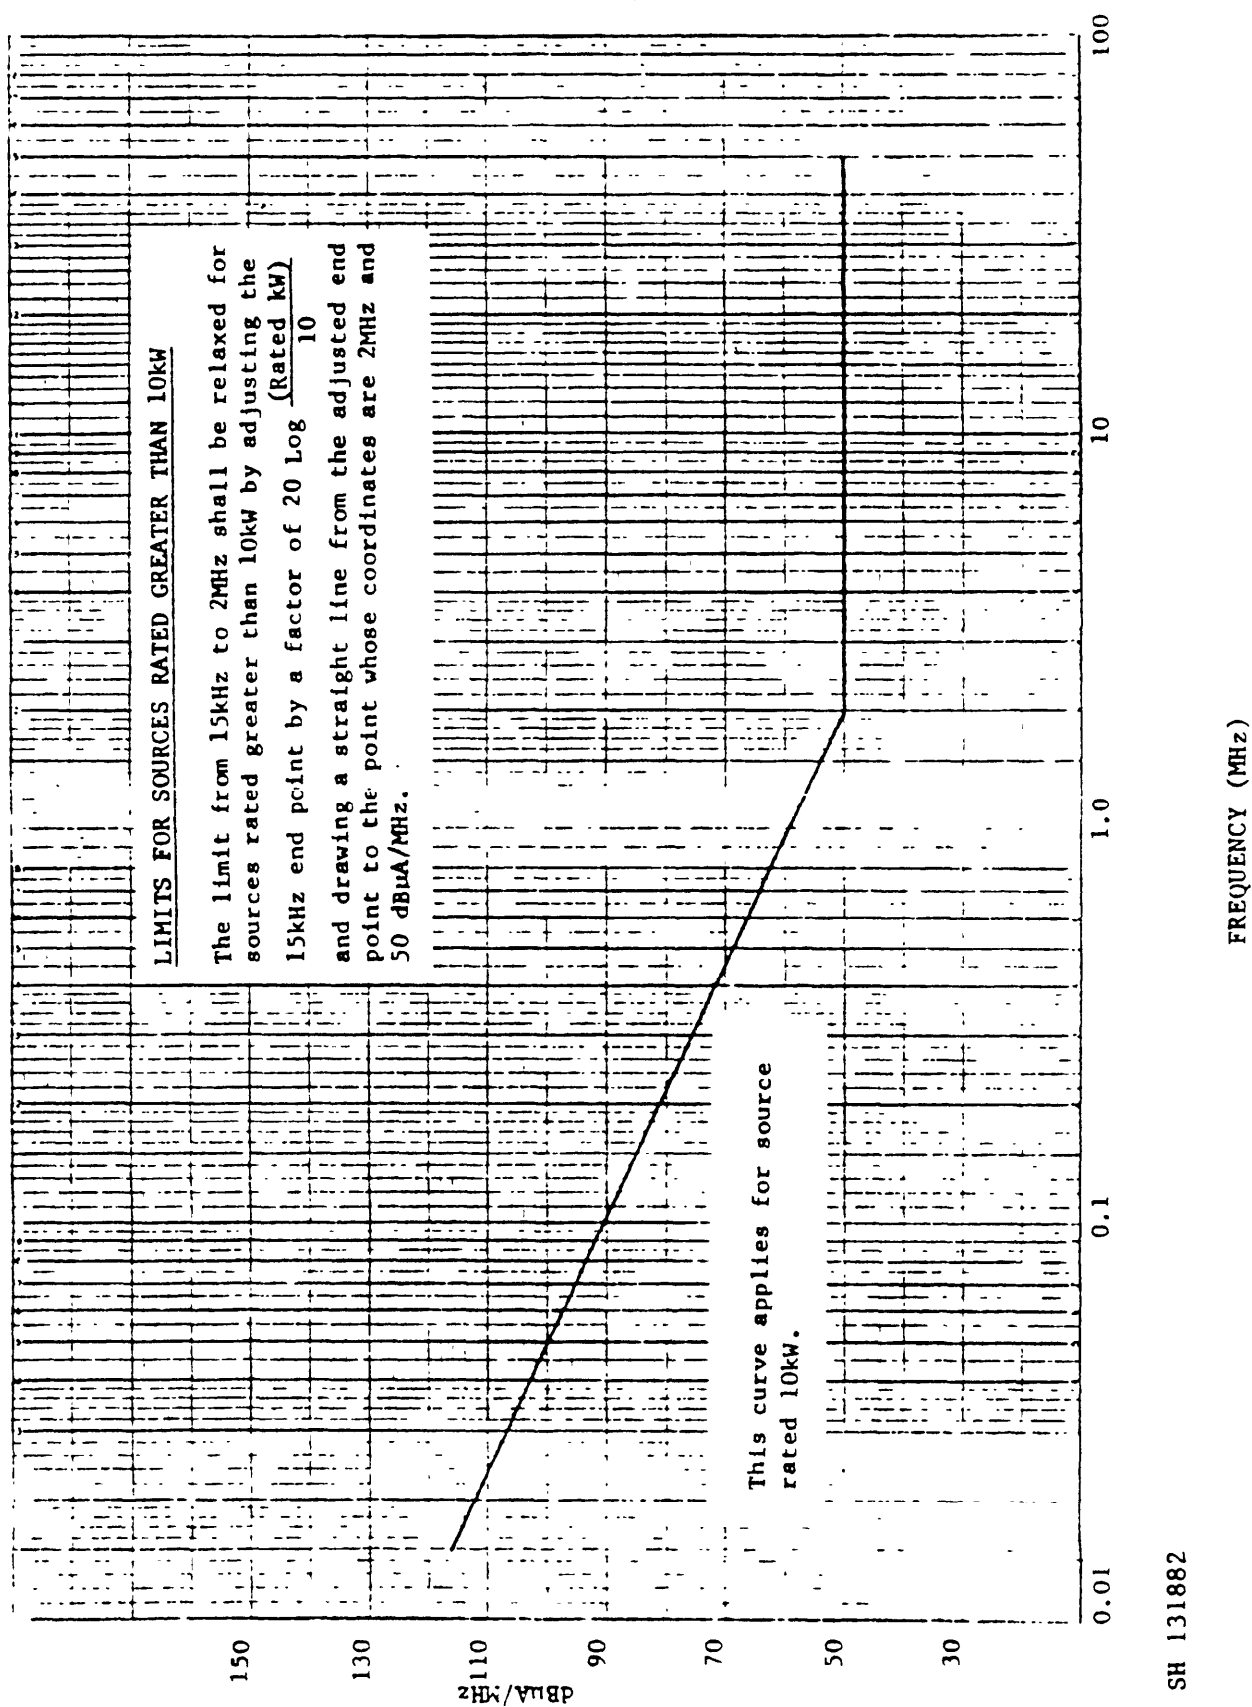 LIMITS FOR SOURCES RATED GREATER THAN 10kW
The limit from 15kHz to 2MHz shall be relaxed for
sources rated greater than 10kW by adjusting the
15kHz end point by a factor of 20 Log (Rated kW)
10
and drawing a straight line from the adjusted end
point to the point whose coordinates are 2MHz and
50 dBµA/MHz.
This curve applies for source
rated 10kW.
dBµA/MHz
150
110
90
70
50
30
0.01
0.1
1.0
10
100
FREQUENCY (MHz)
SH 131882